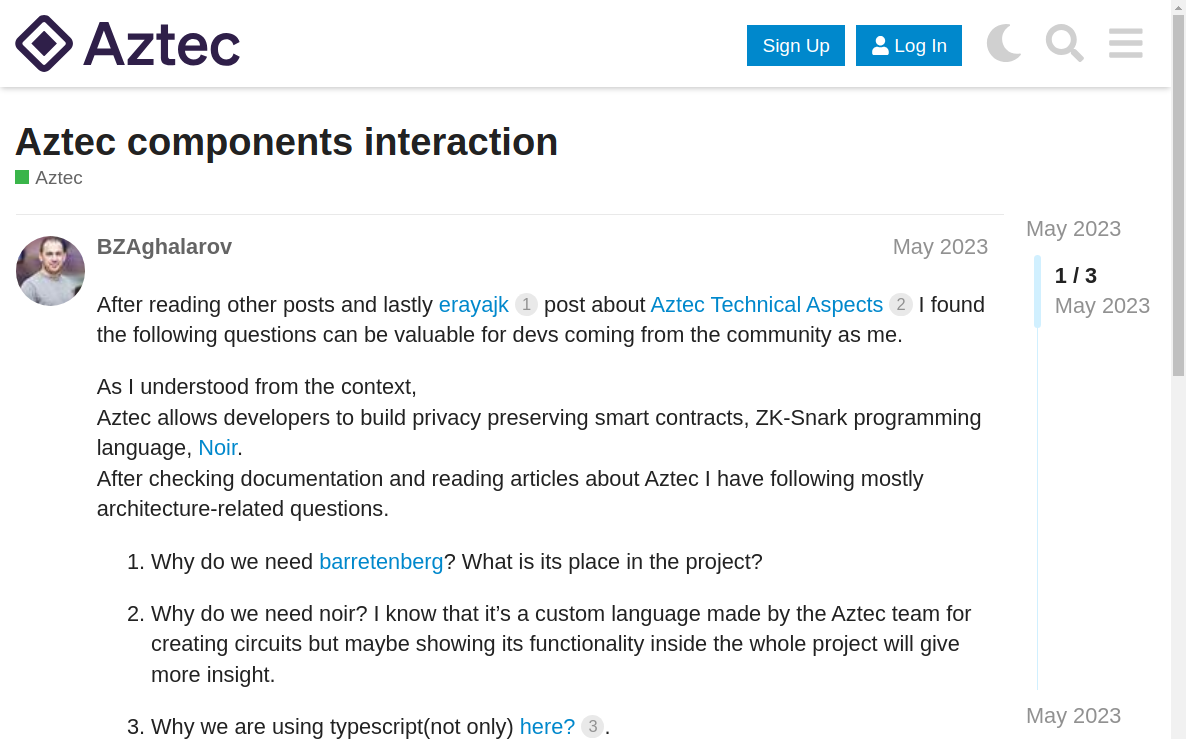 Aztec
Sign Up
Log In
Aztec components interaction
Aztec
BZAghalarov
May 2023
After reading other posts and lastly erayajk 1 post about Aztec Technical Aspects 2 I found
the following questions can be valuable for devs coming from the community as me.
As I understood from the context,
Aztec allows developers to build privacy preserving smart contracts, ZK-Snark programming
language, Noir.
After checking documentation and reading articles about Aztec I have following mostly
architecture-related questions.
1. Why do we need barretenberg? What is its place in the project?
2. Why do we need noir? I know that it’s a custom language made by the Aztec team for
creating circuits but maybe showing its functionality inside the whole project will give
more insight.
3. Why we are using typescript(not only) here? 3.
May 2023
1 / 3
May 2023
May 2023